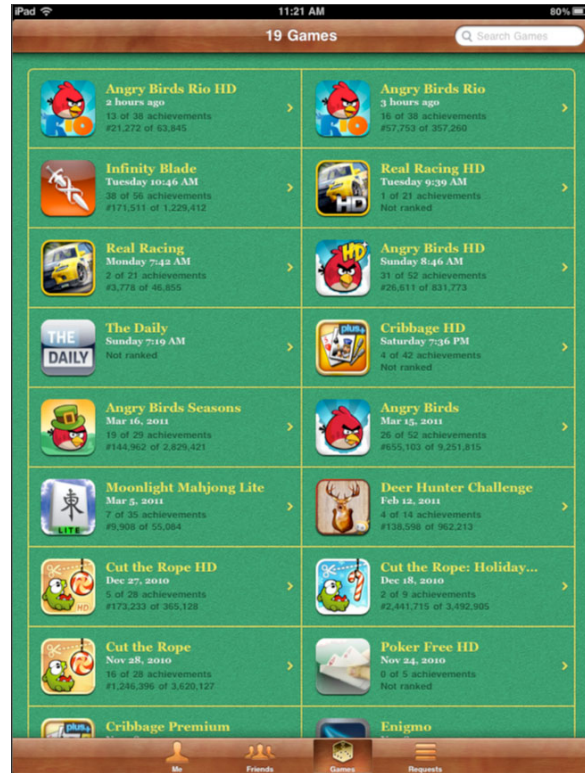 iPad 11:21 AM 80%
19 Games
Search Games
Angry Birds Rio HD
2 hours ago
13 of 38 achievements
#21,272 of 63,845
Angry Birds Rio
3 hours ago
16 of 38 achievements
#57,753 of 357,260
Infinity Blade
Tuesday 10:46 AM
38 of 56 achievements
#171,511 of 1,229,412
Real Racing HD
Tuesday 9:39 AM
1 of 21 achievements
Not ranked
Real Racing
Monday 7:42 AM
2 of 21 achievements
#3,778 of 46,855
Angry Birds HD
Sunday 8:46 AM
31 of 52 achievements
#26,611 of 831,773
The Daily
Sunday 7:19 AM
Not ranked
Cribbage HD
Saturday 7:36 PM
4 of 42 achievements
Not ranked
Angry Birds Seasons
Mar 16, 2011
19 of 29 achievements
#144,962 of 2,829,421
Angry Birds
Mar 15, 2011
26 of 52 achievements
#655,103 of 9,251,815
Moonlight Mahjong Lite
Mar 5, 2011
7 of 35 achievements
#9,908 of 55,084
Deer Hunter Challenge
Feb 12, 2011
4 of 14 achievements
#138,598 of 962,213
Cut the Rope HD
Dec 27, 2010
5 of 28 achievements
#173,233 of 365,128
Cut the Rope: Holiday...
Dec 18, 2010
2 of 9 achievements
#2,441,715 of 3,492,905
Cut the Rope
Nov 28, 2010
16 of 28 achievements
#1,246,396 of 3,620,127
Poker Free HD
Nov 24, 2010
0 of 5 achievements
Not ranked
Cribbage Premium
Enigmo
Me
Friends
Games
Requests
RIO
RIO
HD
HD
THE
DAILY
plus+
東
LITE
HD
plus+